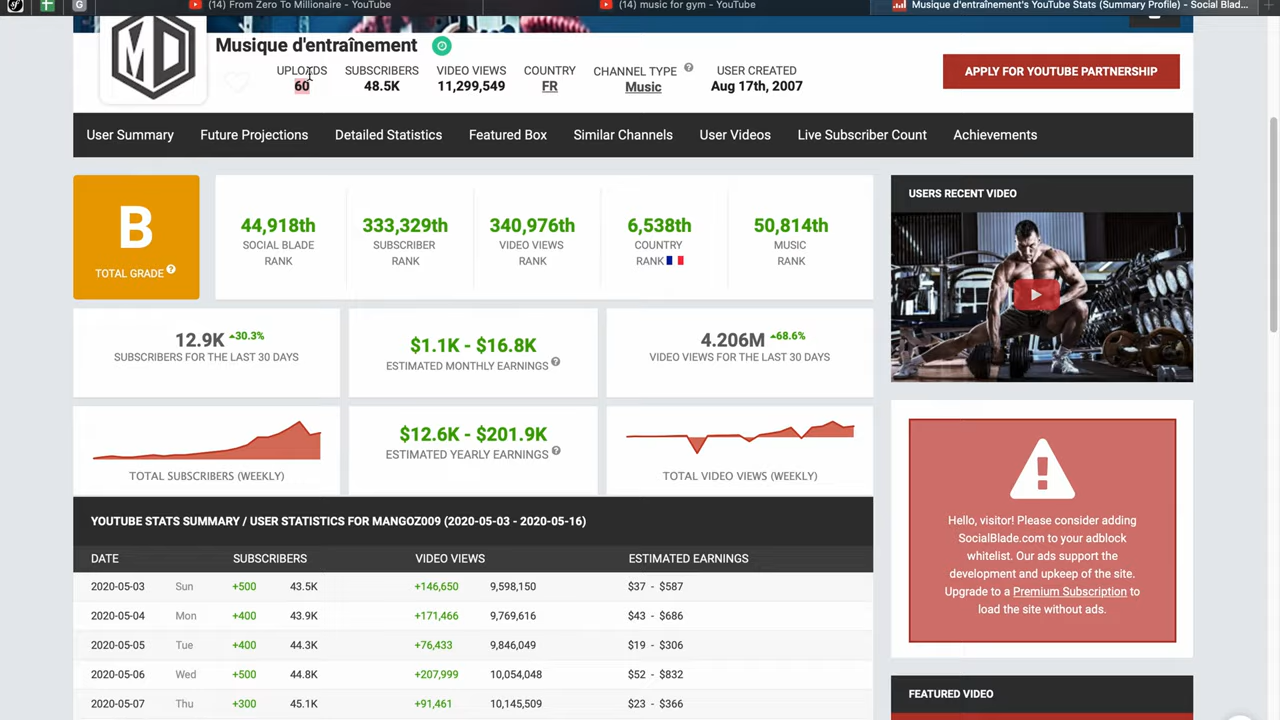 (14) From Zero To Millionaire - YouTube
(14) music for gym - YouTube
Musique d'entraînement's YouTube Stats (Summary Profile) - Social Blad...
MD
Musique d'entraînement
UPLOADS SUBSCRIBERS VIDEO VIEWS COUNTRY CHANNEL TYPE USER CREATED
60 48.5K 11,299,549 FR Music Aug 17th, 2007
APPLY FOR YOUTUBE PARTNERSHIP
User Summary Future Projections Detailed Statistics Featured Box Similar Channels User Videos Live Subscriber Count Achievements
B
TOTAL GRADE ?
44,918th 333,329th 340,976th 6,538th 50,814th
SOCIAL BLADE SUBSCRIBER VIDEO VIEWS COUNTRY MUSIC
RANK RANK RANK RANK RANK
USERS RECENT VIDEO
12.9K 30.3%
SUBSCRIBERS FOR THE LAST 30 DAYS
$1.1K - $16.8K
ESTIMATED MONTHLY EARNINGS ?
4.206M 68.6%
VIDEO VIEWS FOR THE LAST 30 DAYS
TOTAL SUBSCRIBERS (WEEKLY)
$12.6K - $201.9K
ESTIMATED YEARLY EARNINGS ?
TOTAL VIDEO VIEWS (WEEKLY)
YOUTUBE STATS SUMMARY / USER STATISTICS FOR MANGOZ009 (2020-05-03 - 2020-05-16)
DATE SUBSCRIBERS VIDEO VIEWS ESTIMATED EARNINGS
2020-05-03 Sun +500 43.5K +146,650 9,598,150 $37 - $587
2020-05-04 Mon +400 43.9K +171,466 9,769,616 $43 - $686
2020-05-05 Tue +400 44.3K +76,433 9,846,049 $19 - $306
2020-05-06 Wed +500 44.8K +207,999 10,054,048 $52 - $832
2020-05-07 Thu +300 45.1K +91,461 10,145,509 $23 - $366
Hello, visitor! Please consider adding
SocialBlade.com to your adblock
whitelist. Our ads support the
development and upkeep of the site.
Upgrade to a Premium Subscription to
load the site without ads.
FEATURED VIDEO